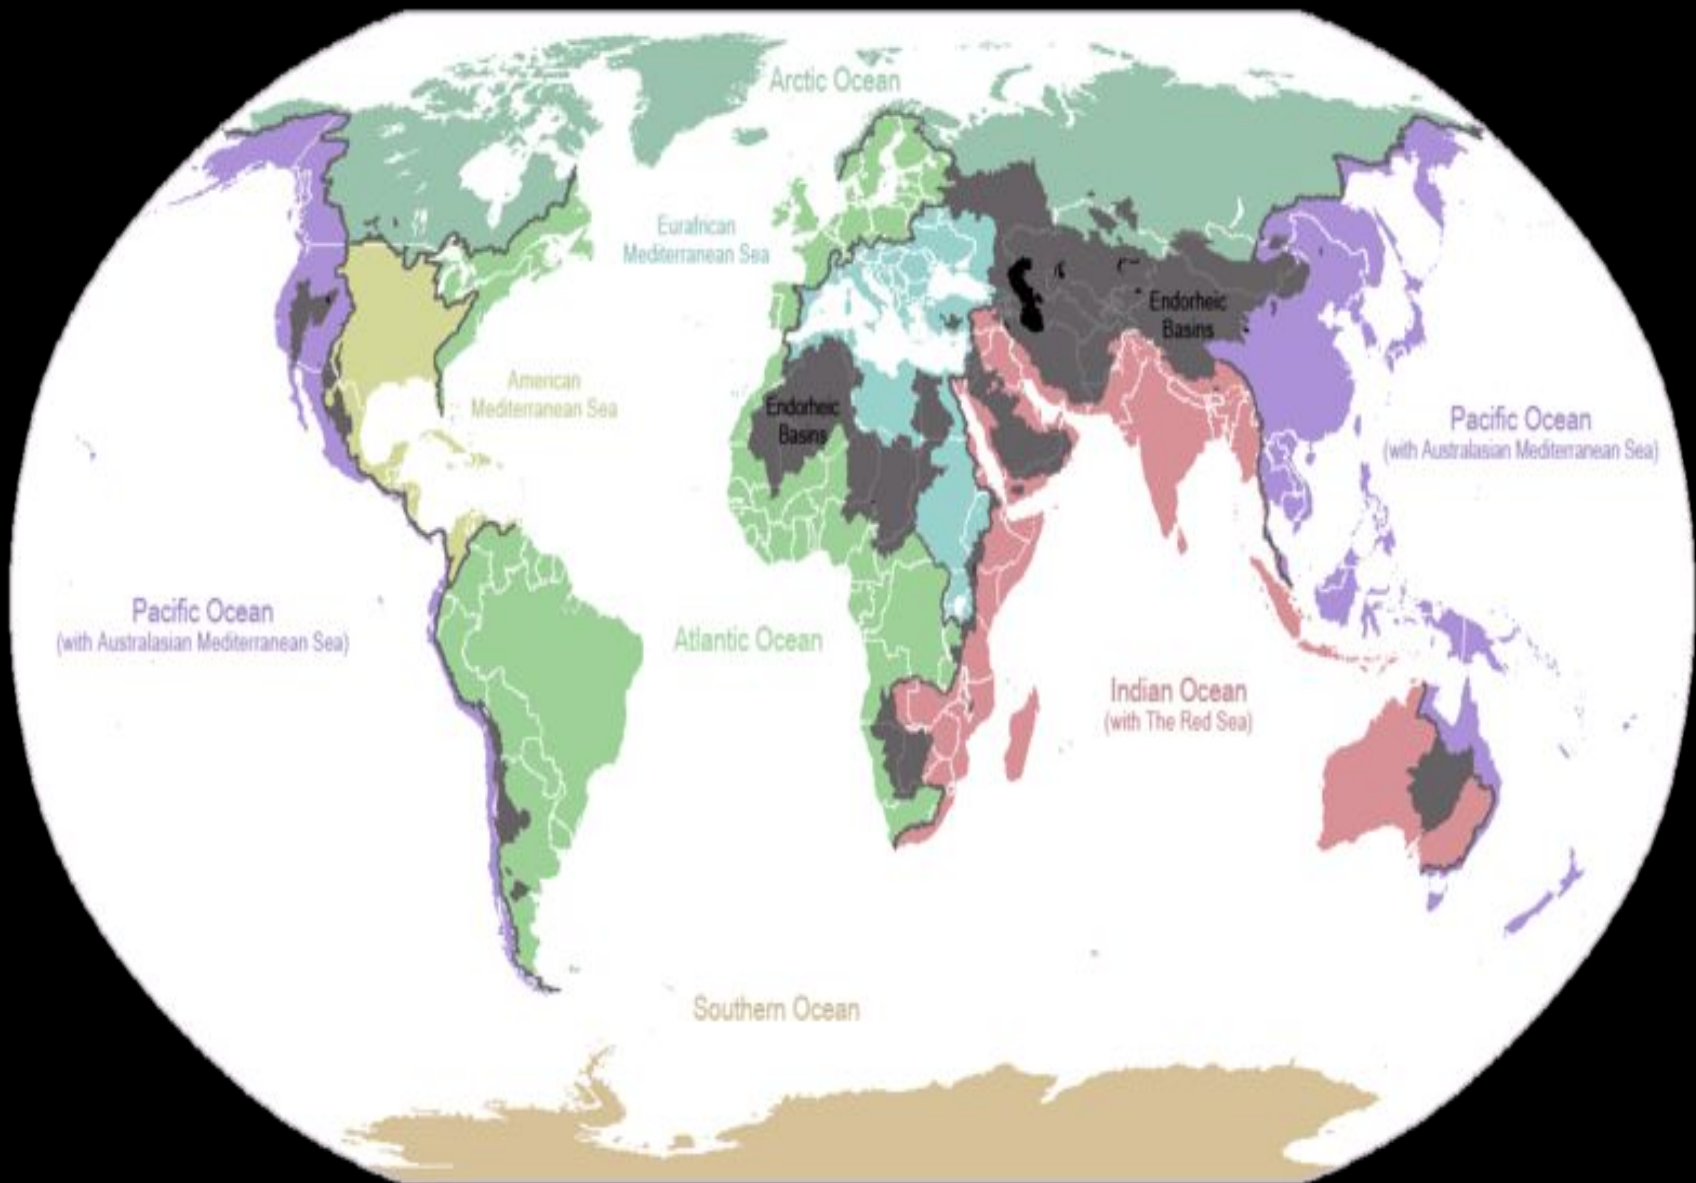 Arctic Ocean
Eurafrican
Mediterranean Sea
Endorheic
Basins
American
Mediterranean Sea
Endorheic
Basins
Pacific Ocean
(with Australasian Mediterranean Sea)
Pacific Ocean
(with Australasian Mediterranean Sea)
Atlantic Ocean
Indian Ocean
(with The Red Sea)
Southern Ocean